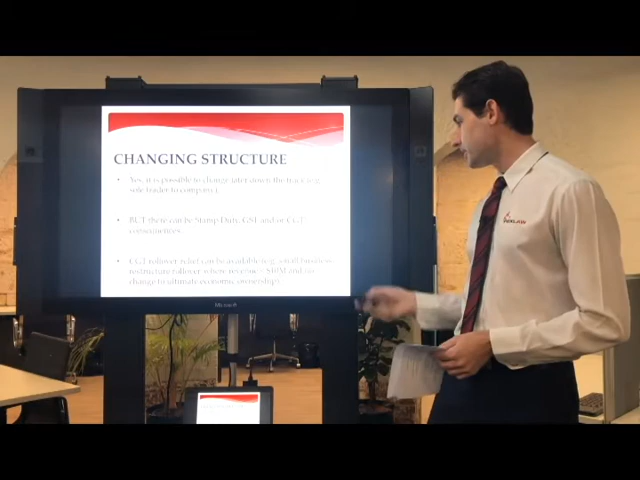 CHANGING STRUCTURE
• Yes, it is possible to change later down the track (e.g.
sole trader to company).
• BUT there can be Stamp Duty, GST and/or CGT
consequences.
• CGT rollover relief can be available (e.g. small business
restructure rollover where revenue < $10M and no
change to ultimate economic ownership).
Microsoft